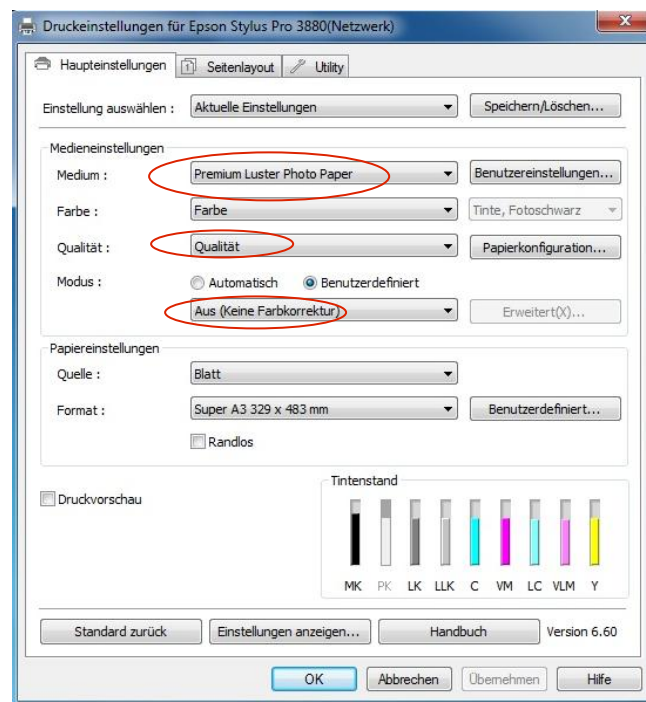 Druckeinstellungen für Epson Stylus Pro 3880(Netzwerk)
Haupteinstellungen Seitenlayout Utility
Einstellung auswählen : Aktuelle Einstellungen Speichern/Löschen...
Medieneinstellungen
Medium : Premium Luster Photo Paper Benutzereinstellungen...
Farbe : Farbe Tinte, Fotoschwarz
Qualität : Qualität Papierkonfiguration...
Modus : Automatisch Benutzerdefiniert
Aus (Keine Farbkorrektur) Erweitert(X)...
Papiereinstellungen
Quelle : Blatt
Format : Super A3 329 x 483 mm Benutzerdefiniert...
Randlos
Tintenstand
Druckvorschau
MK PK LK LLK C VM LC VLM Y
Standard zurück Einstellungen anzeigen... Handbuch Version 6.60
OK Abbrechen Übernehmen Hilfe